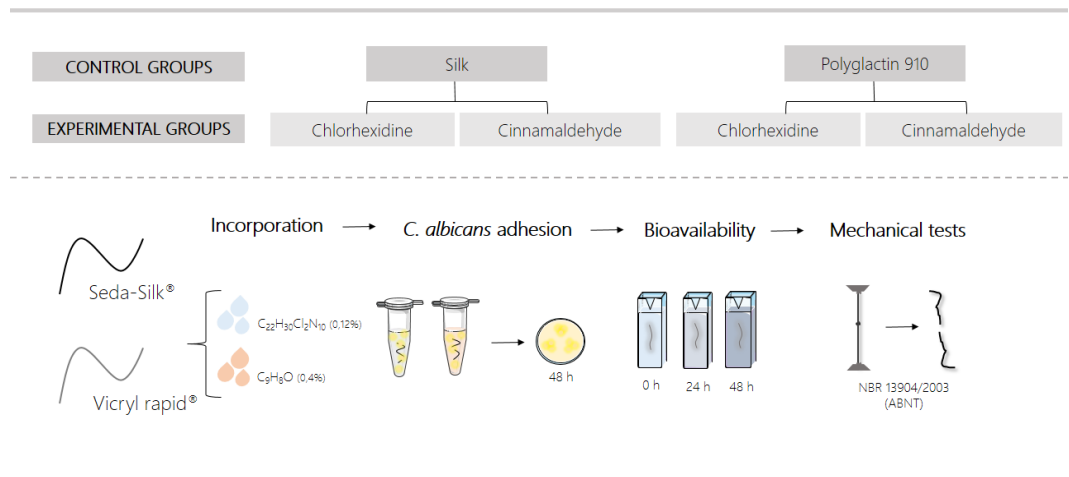 CONTROL GROUPS
Silk
Polyglactin 910
EXPERIMENTAL GROUPS
Chlorhexidine
Cinnamaldehyde
Chlorhexidine
Cinnamaldehyde
Incorporation
C. albicans adhesion
Bioavailability
Mechanical tests
Seda-Silk®
Vicryl rapid®
C₂₂H₃₀Cl₂N₁₀ (0,12%)
C₉H₈O (0,4%)
48 h
0 h
24 h
48 h
NBR 13904/2003
(ABNT)